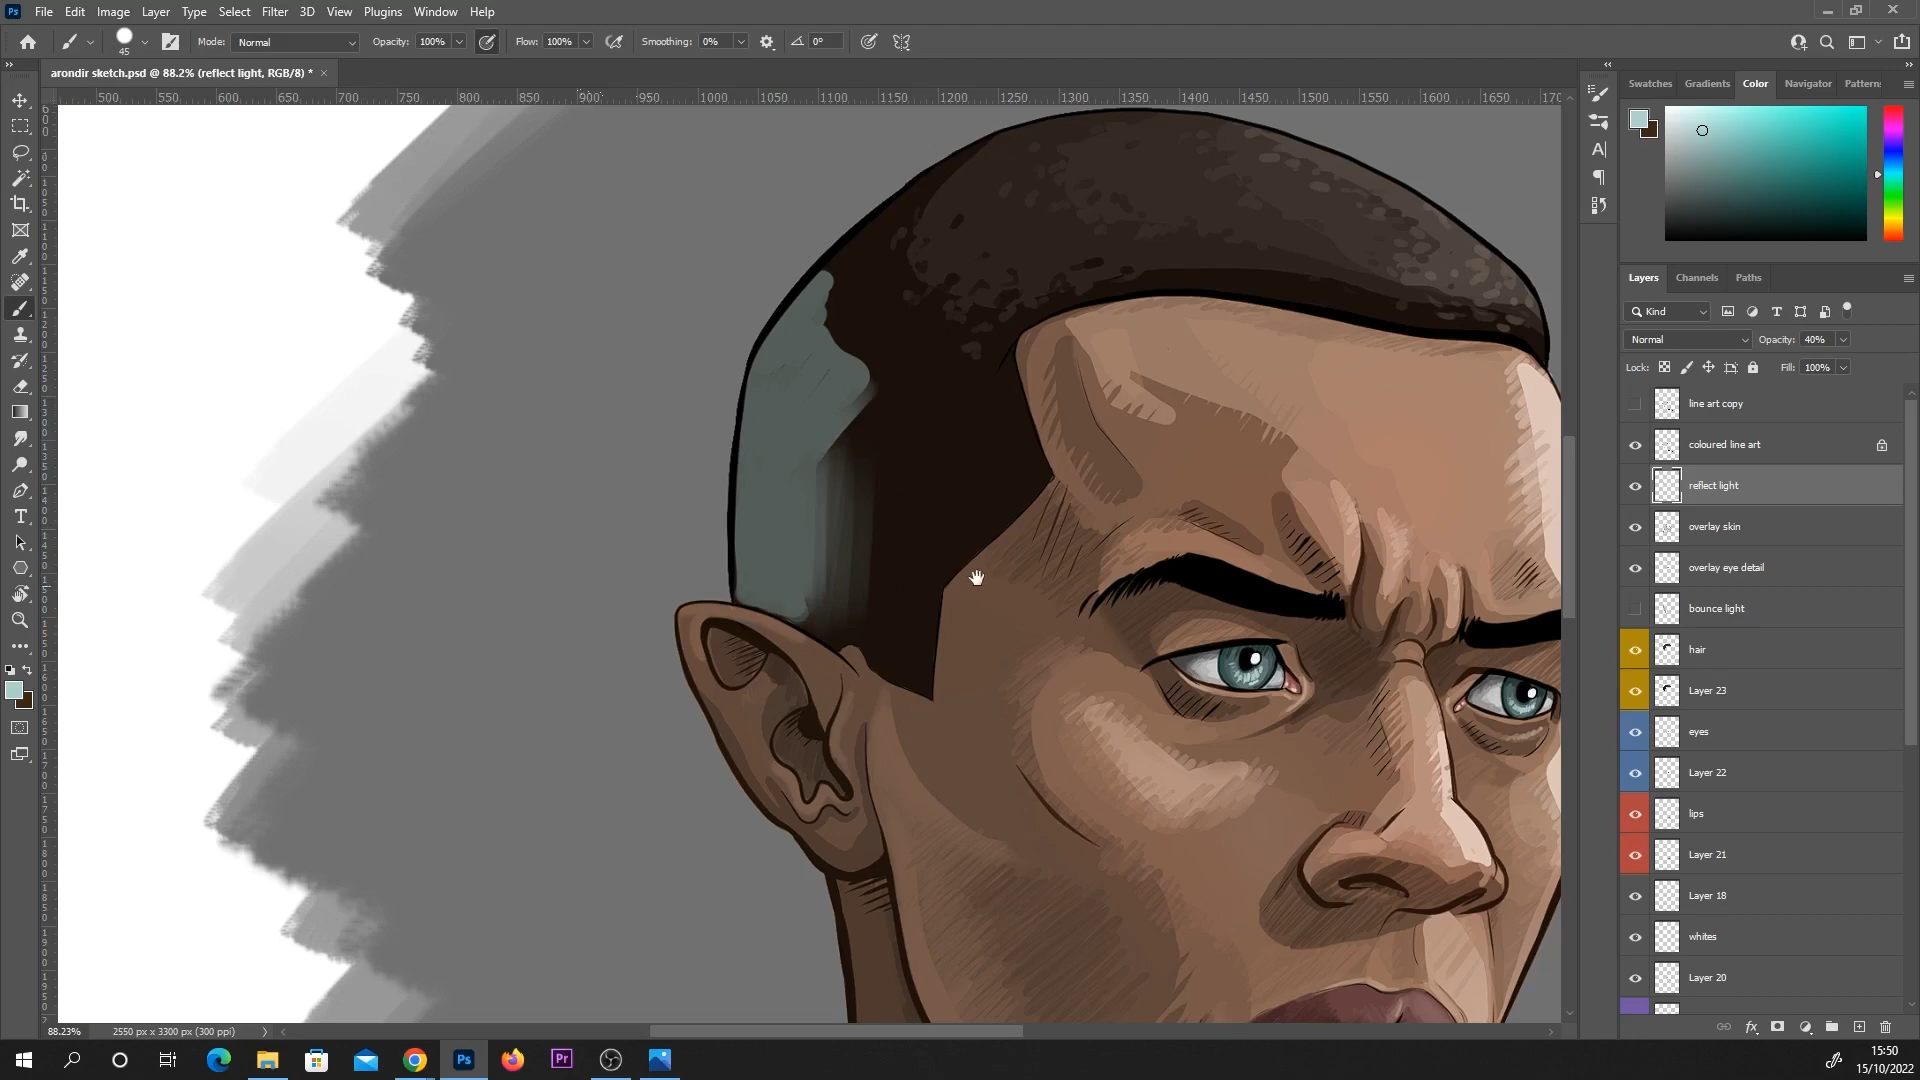 Ps File Edit Image Layer Type Select Filter 3D View Plugins Window Help
45 Mode: Normal Opacity: 100% Flow: 100% Smoothing: 0% 0°
arondir sketch.psd @ 88.2% (reflect light, RGB/8) * ×
Swatches Gradients Color Navigator Pattern
500 550 600 650 700 750 800 850 900 950 1000 1050 1100 1150 1200 1250 1300 1350 1400 1450 1500 1550 1600 1650 170
Layers Channels Paths
Kind
Normal Opacity: 40%
Lock: Fill: 100%
line art copy
coloured line art
reflect light
overlay skin
overlay eye detail
bounce light
hair
Layer 23
eyes
Layer 22
lips
Layer 21
Layer 18
whites
Layer 20
88.23% 2550 px x 3300 px (300 ppi)
Ps Pr
15:50
15/10/2022